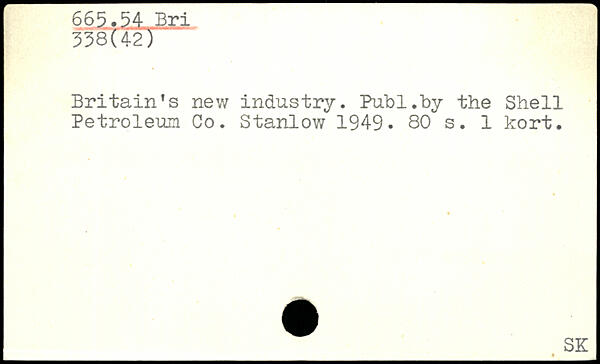 665.54 Bri
338(42)
Britain's new industry. Publ.by the Shell
Petroleum Co. Stanlow 1949. 80 s. 1 kort.
SK